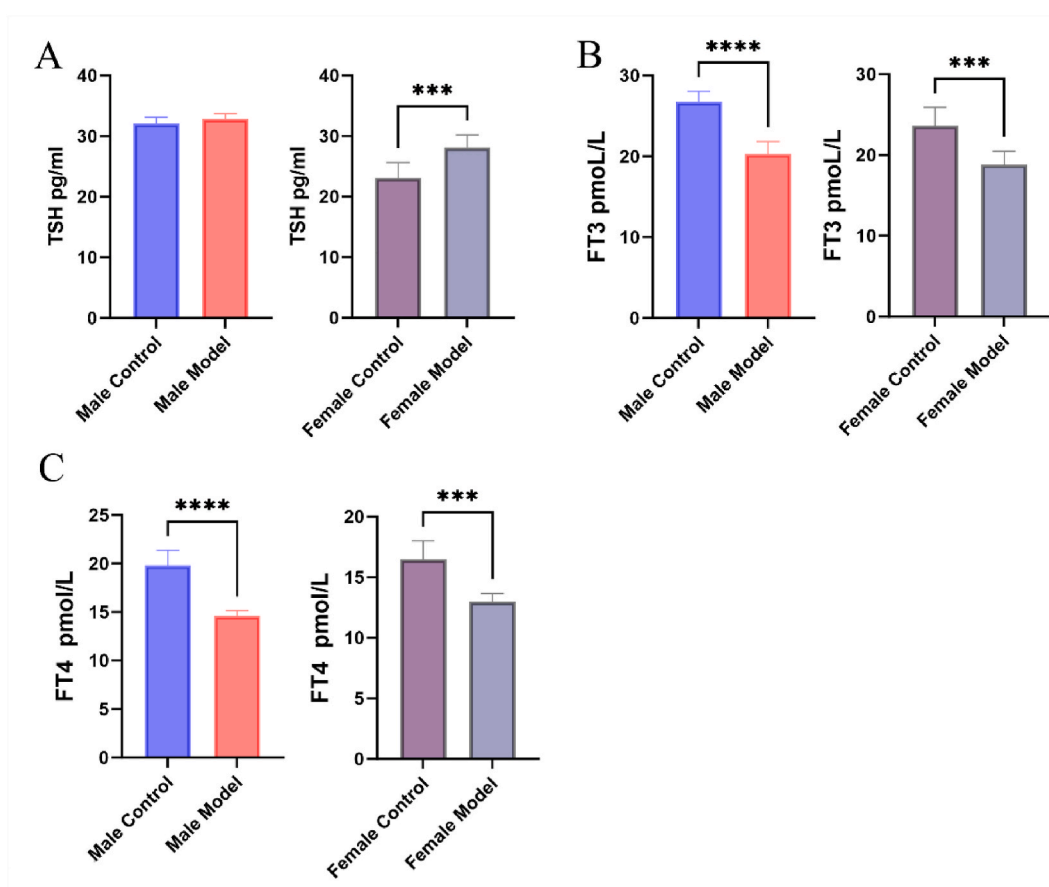 A
TSH pg/ml
40
30
20
10
0
Male Control
Male Model
TSH pg/ml
40
30
20
10
0
***
Female Control
Female Model
B
FT3 pmoL/L
30
20
10
0
****
Male Control
Male Model
FT3 pmoL/L
30
20
10
0
***
Female Control
Female Model
C
FT4 pmol/L
25
20
15
10
5
0
****
Male Control
Male Model
FT4 pmol/L
20
15
10
5
0
***
Female Control
Female Model